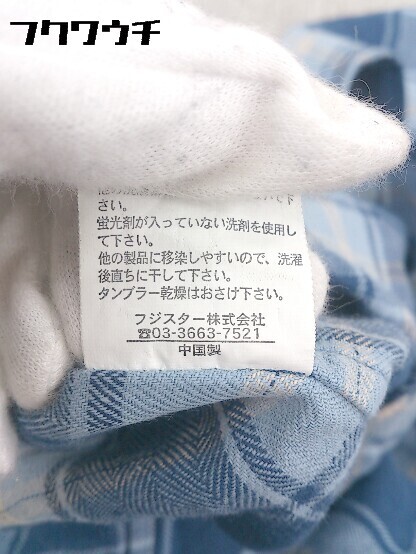 フクワウチ
さい。
蛍光剤が入っていない洗剤を使用し
て下さい。
他の製品に移染しやすいので、洗濯
後直ちに干して下さい。
タンブラー乾燥はおさけ下さい。
フジスター株式会社
☎03-3663-7521
中国製